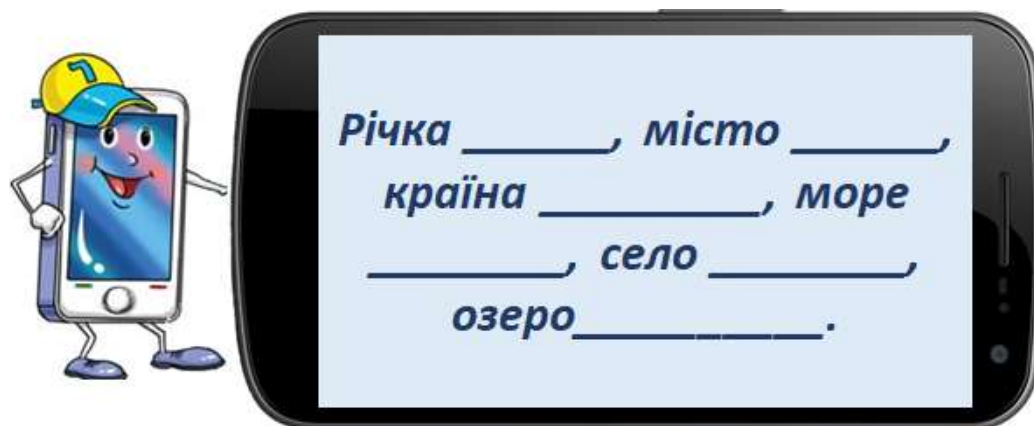 Річка ______, місто ______,
країна _________, море
________, село ________,
озеро__________.